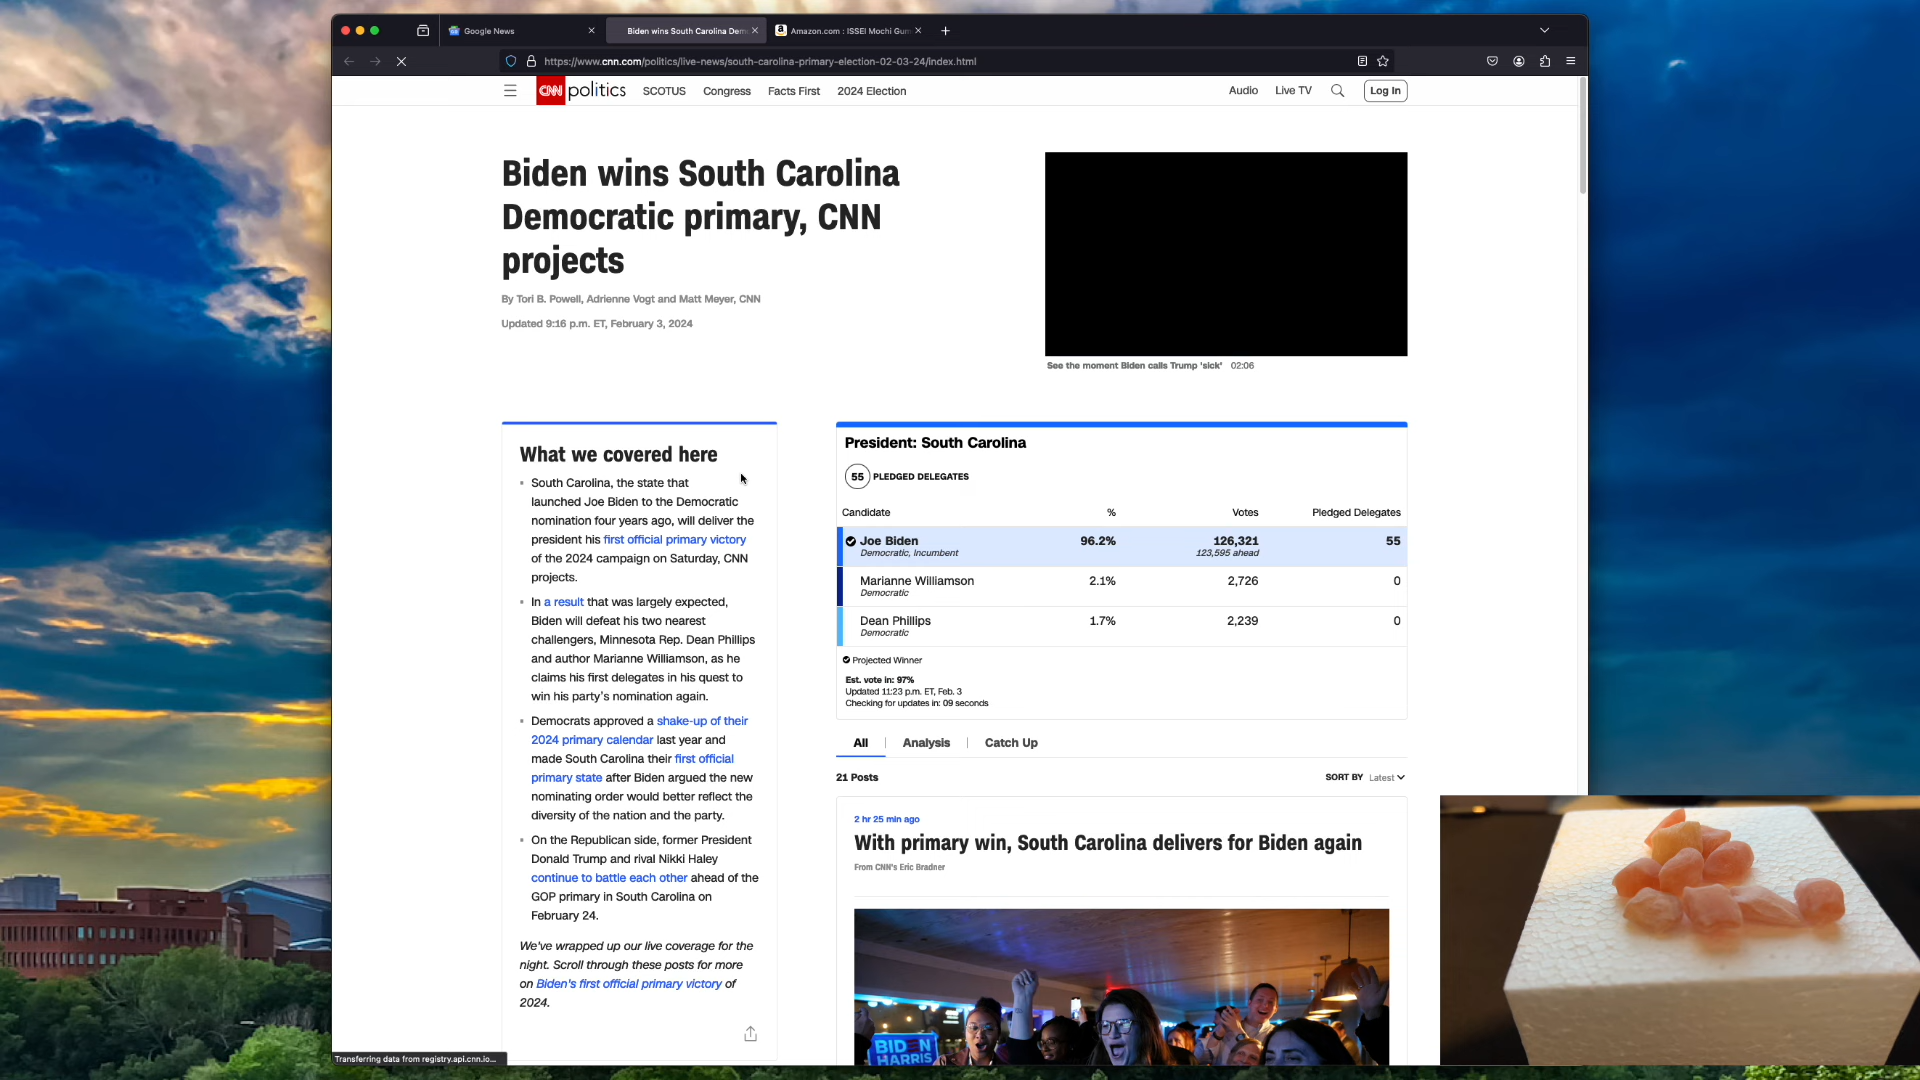 Google News
Biden wins South Carolina Dem
Amazon.com : ISSEI Mochi Gum
https://www.cnn.com/politics/live-news/south-carolina-primary-election-02-03-24/index.html
CNN politics
SCOTUS
Congress
Facts First
2024 Election
Audio
Live TV
Log In
Biden wins South Carolina
Democratic primary, CNN
projects
By Tori B. Powell, Adrienne Vogt and Matt Meyer, CNN
Updated 9:16 p.m. ET, February 3, 2024
See the moment Biden calls Trump 'sick' 02:06
What we covered here
South Carolina, the state that
launched Joe Biden to the Democratic
nomination four years ago, will deliver the
president his first official primary victory
of the 2024 campaign on Saturday, CNN
projects.
In a result that was largely expected,
Biden will defeat his two nearest
challengers, Minnesota Rep. Dean Phillips
and author Marianne Williamson, as he
claims his first delegates in his quest to
win his party's nomination again.
Democrats approved a shake-up of their
2024 primary calendar last year and
made South Carolina their first official
primary state after Biden argued the new
nominating order would better reflect the
diversity of the nation and the party.
On the Republican side, former President
Donald Trump and rival Nikki Haley
continue to battle each other ahead of the
GOP primary in South Carolina on
February 24.
We've wrapped up our live coverage for the
night. Scroll through these posts for more
on Biden's first official primary victory of
2024.
President: South Carolina
55 PLEDGED DELEGATES
Candidate % Votes Pledged Delegates
Joe Biden 96.2% 126,321 55
Democratic, Incumbent 123,595 ahead
Marianne Williamson 2.1% 2,726 0
Democratic
Dean Phillips 1.7% 2,239 0
Democratic
Projected Winner
Est. vote in: 97%
Updated 11:23 p.m. ET, Feb. 3
Checking for updates in: 09 seconds
All
Analysis
Catch Up
21 Posts
SORT BY Latest
2 hr 25 min ago
With primary win, South Carolina delivers for Biden again
From CNN's Eric Bradner
BIDEN
HARRIS
Transferring data from registry.api.cnn.io...